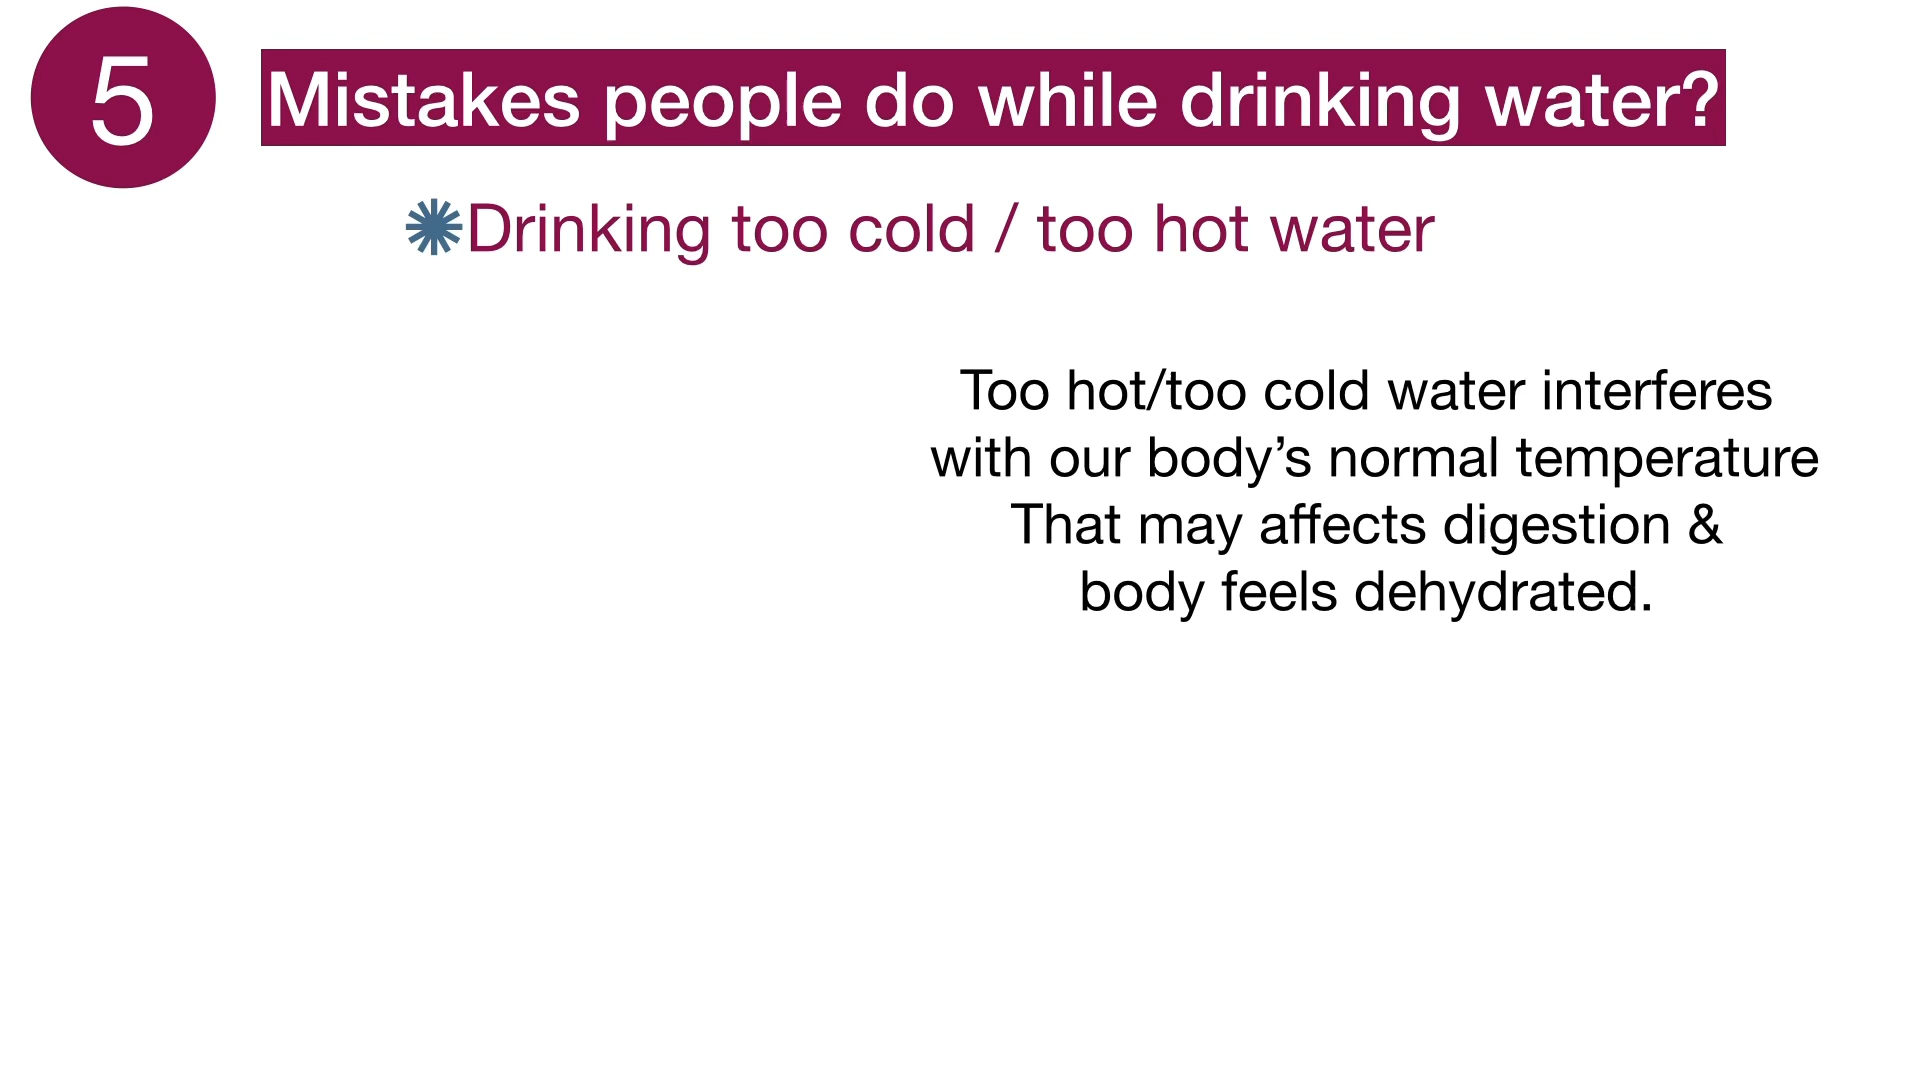 5
Mistakes people do while drinking water?
Drinking too cold / too hot water
Too hot/too cold water interferes
with our body’s normal temperature
That may affects digestion &
body feels dehydrated.